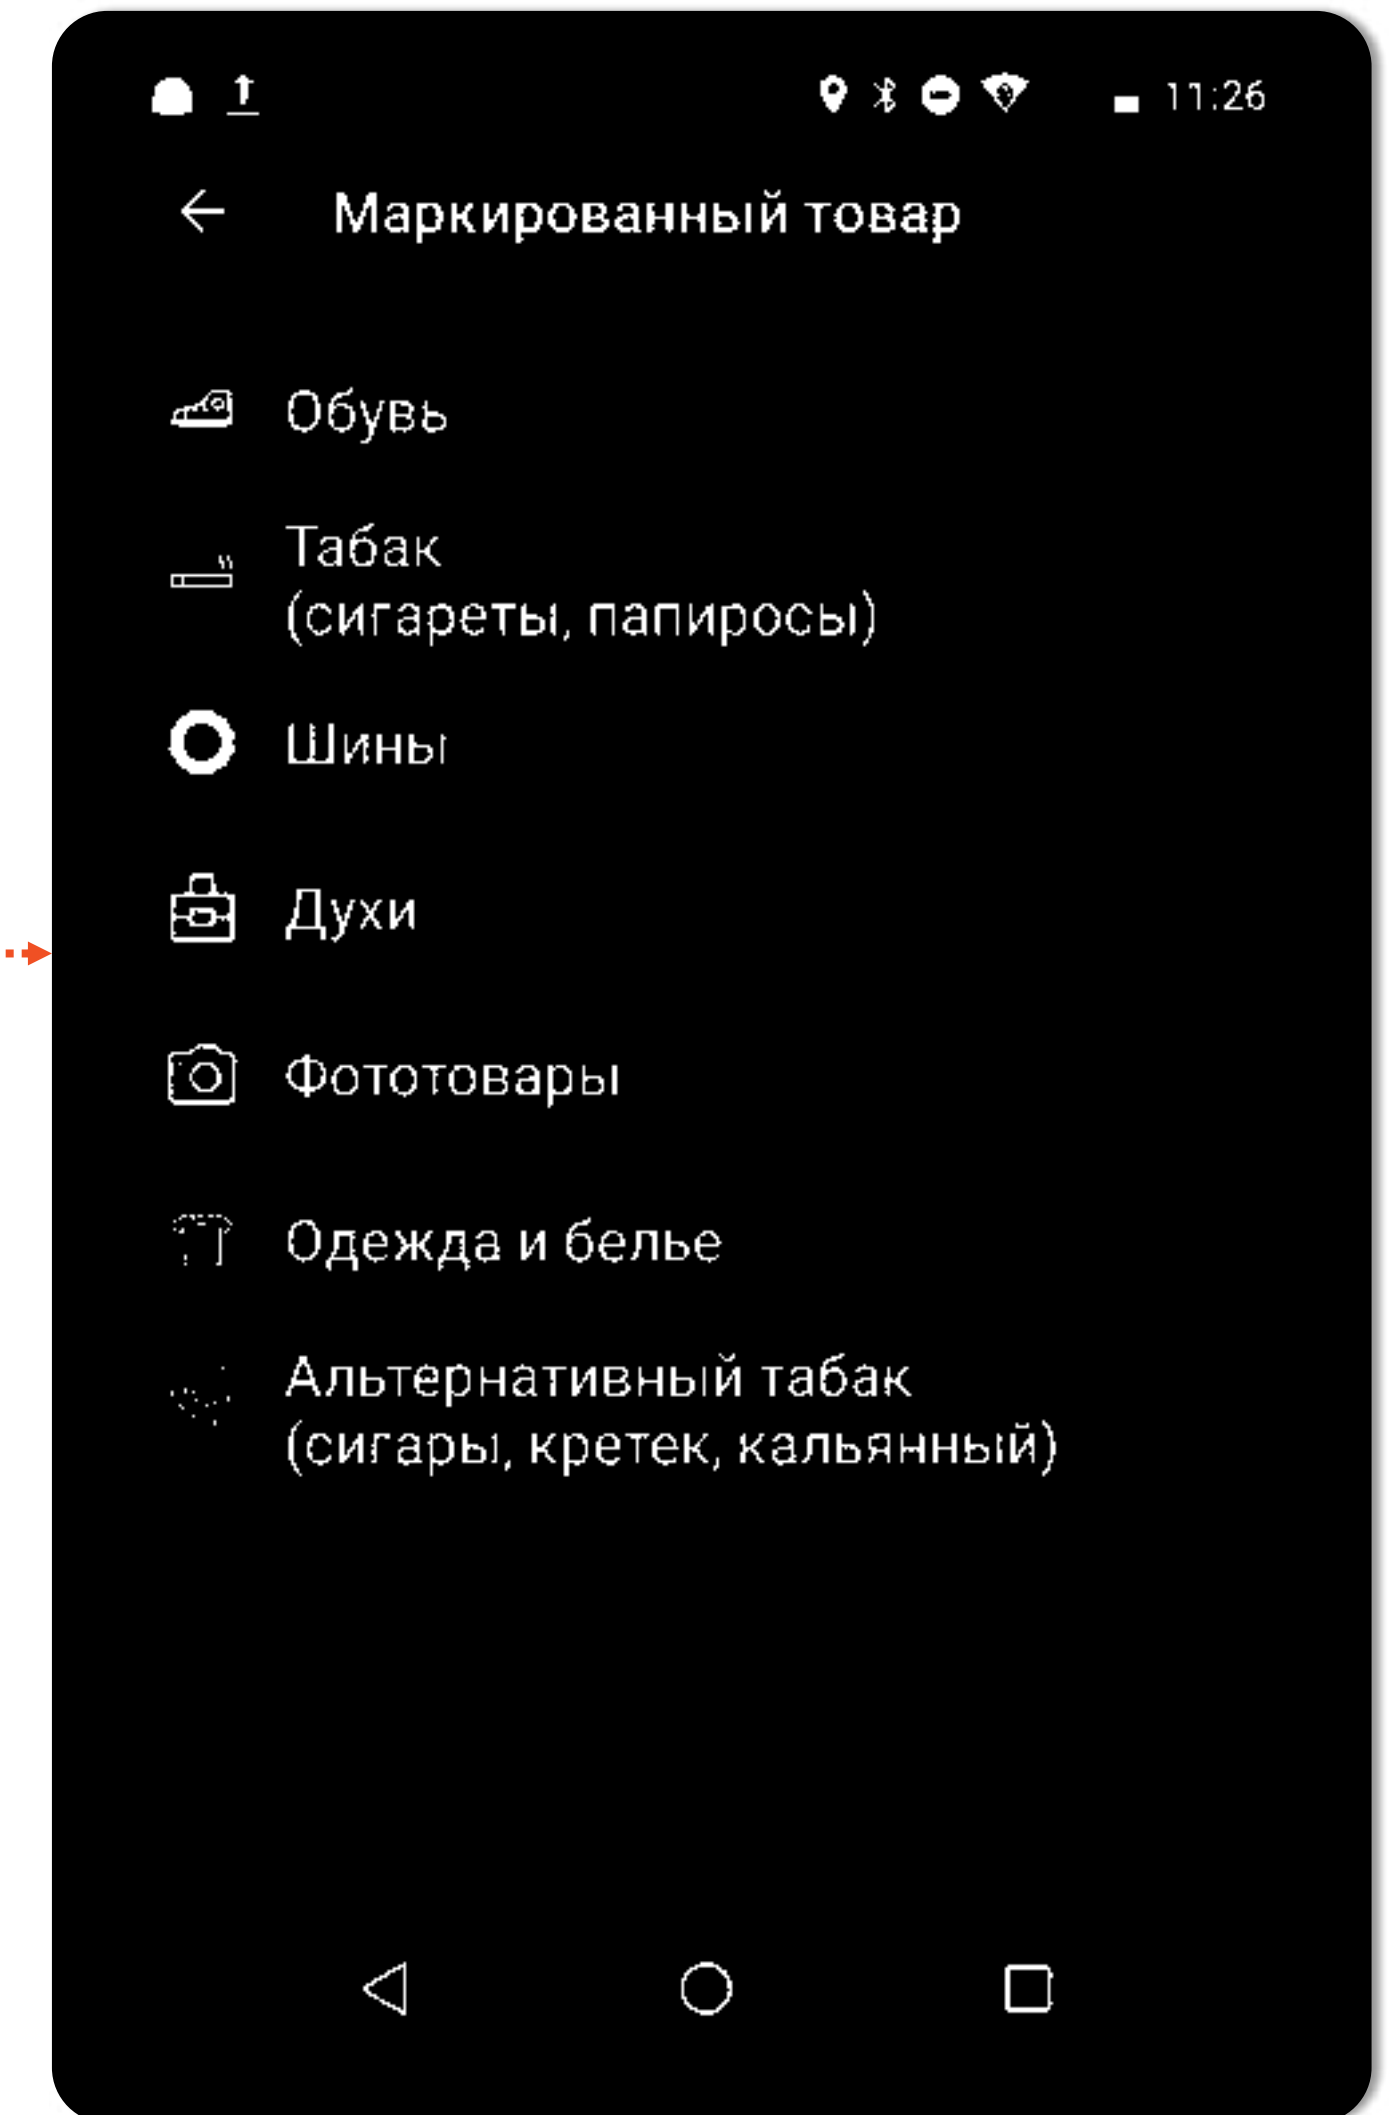 11:26
Маркированный товар
Обувь
Табак
(сигареты, папиросы)
Шины
Духи
Фототовары
Одежда и белье
Альтернативный табак
(сигары, кретек, кальянный)